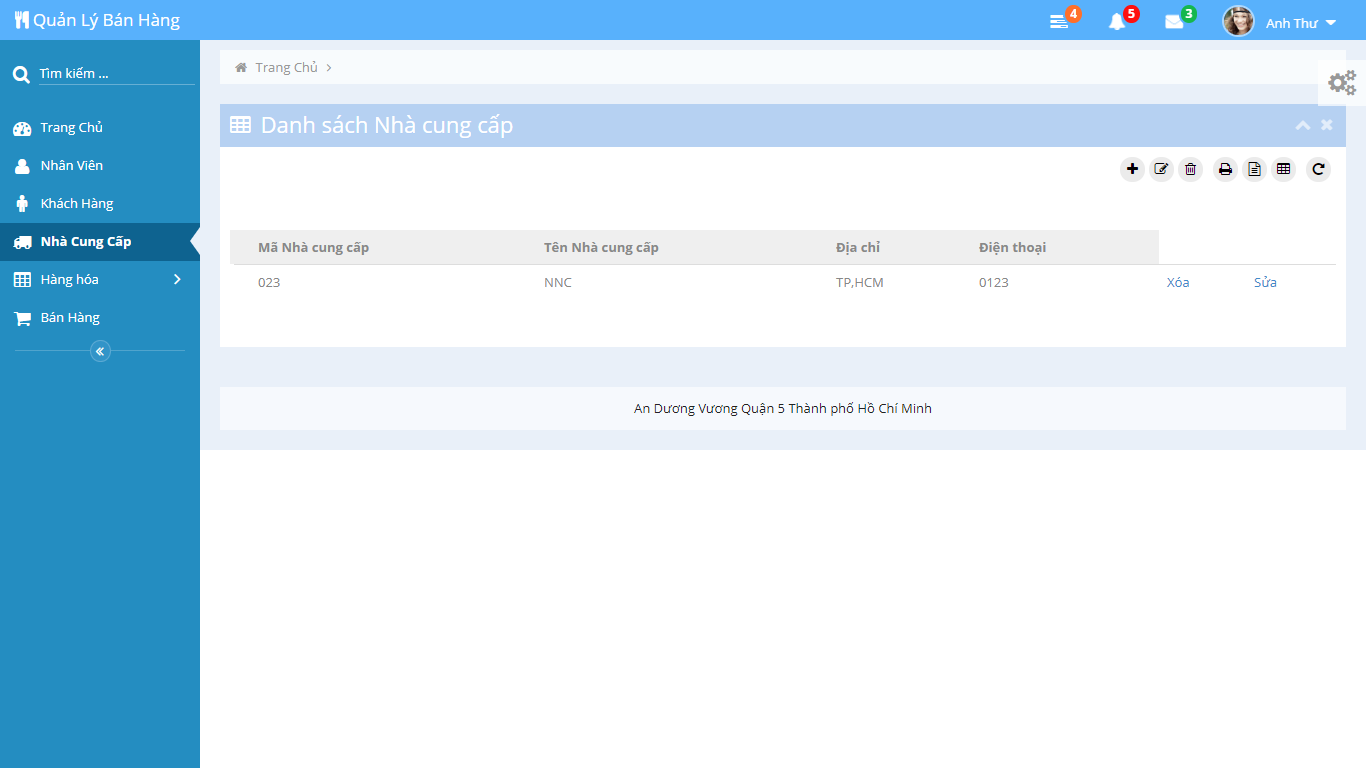 Quản Lý Bán Hàng
4
5
3
Anh Thư
Tìm kiếm ...
Trang Chủ
Nhân Viên
Khách Hàng
Nhà Cung Cấp
Hàng hóa
Bán Hàng
Trang Chủ
Danh sách Nhà cung cấp
Mã Nhà cung cấp Tên Nhà cung cấp Địa chỉ Điện thoại
023 NNC TP,HCM 0123 Xóa Sửa
An Dương Vương Quận 5 Thành phố Hồ Chí Minh